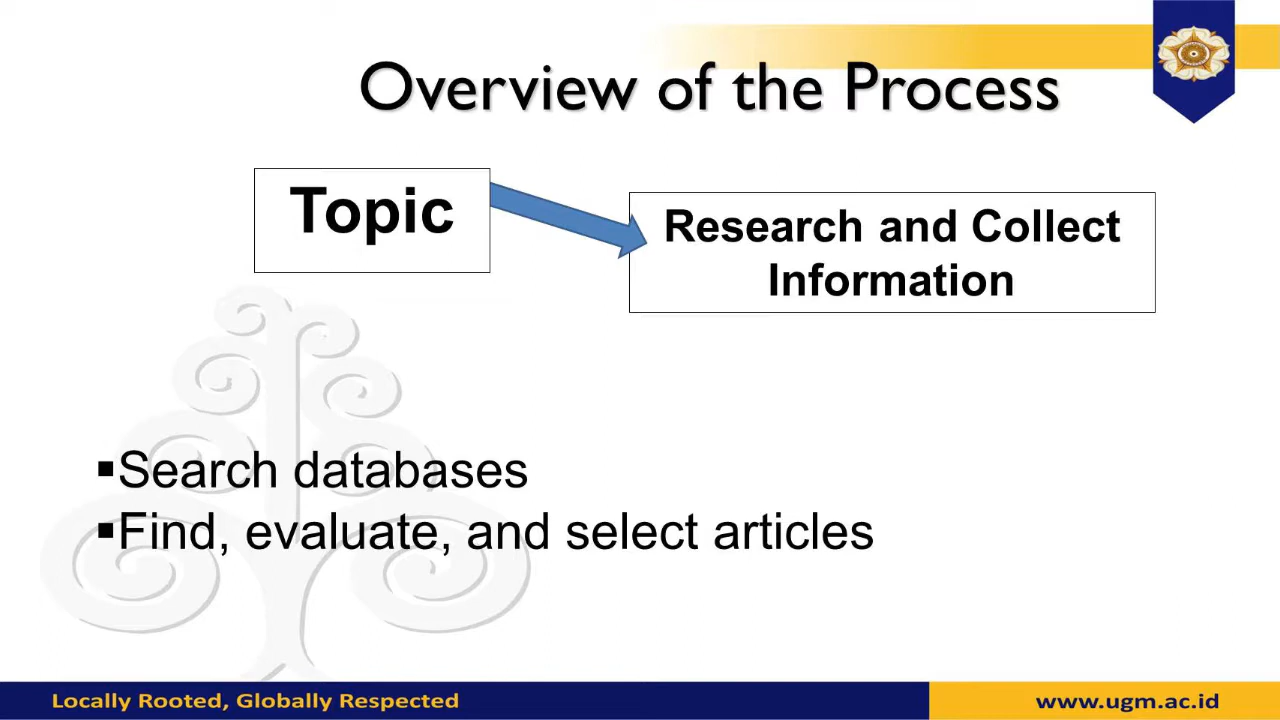 Overview of the Process
Topic
Research and Collect
Information
▪Search databases
▪Find, evaluate, and select articles
Locally Rooted, Globally Respected
www.ugm.ac.id